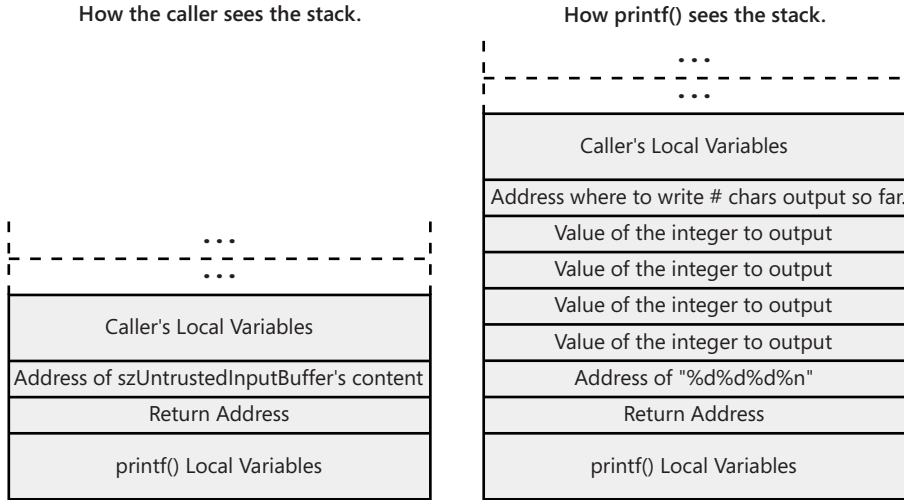 How the caller sees the stack.
...
...
Caller's Local Variables
Address of szUntrustedInputBuffer's content
Return Address
printf() Local Variables
How printf() sees the stack.
...
...
Caller's Local Variables
Address where to write # chars output so far.
Value of the integer to output
Value of the integer to output
Value of the integer to output
Value of the integer to output
Address of "%d%d%d%n"
Return Address
printf() Local Variables